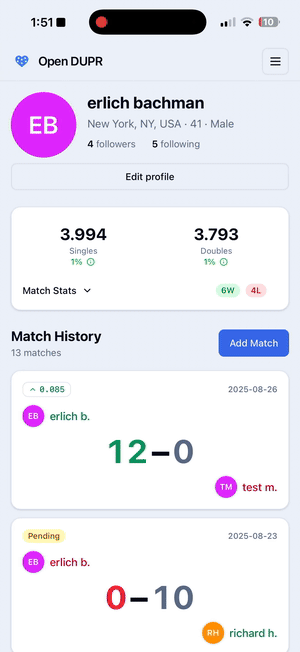 1:51
10
Open DUPR
EB
erlich bachman
New York, NY, USA · 41 · Male
4 followers 5 following
Edit profile
3.994
Singles
1%
3.793
Doubles
1%
Match Stats
6W
4L
Match History
13 matches
Add Match
0.085
2025-08-26
EB
erlich b.
12–0
TM
test m.
Pending
2025-08-23
EB
erlich b.
0–10
RH
richard h.